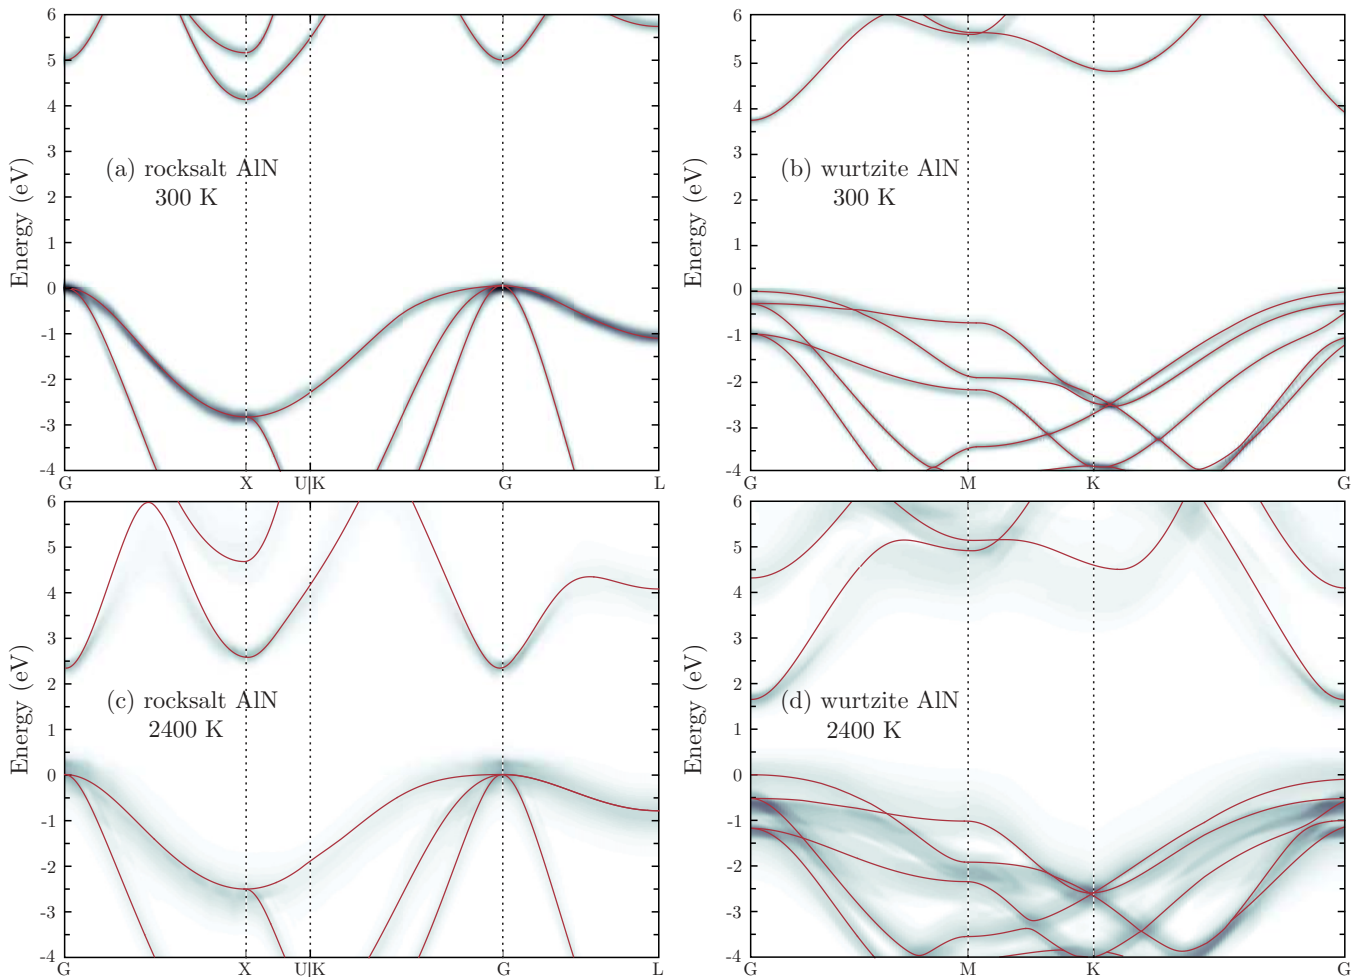 6
5
4
3
2
1
0
-1
-2
-3
-4
Energy (eV)
(a) rocksalt AlN
300 K
G X U|K G L
6
5
4
3
2
1
0
-1
-2
-3
-4
Energy (eV)
(b) wurtzite AlN
300 K
G M K G
6
5
4
3
2
1
0
-1
-2
-3
-4
Energy (eV)
(c) rocksalt AlN
2400 K
G X U|K G L
6
5
4
3
2
1
0
-1
-2
-3
-4
Energy (eV)
(d) wurtzite AlN
2400 K
G M K G